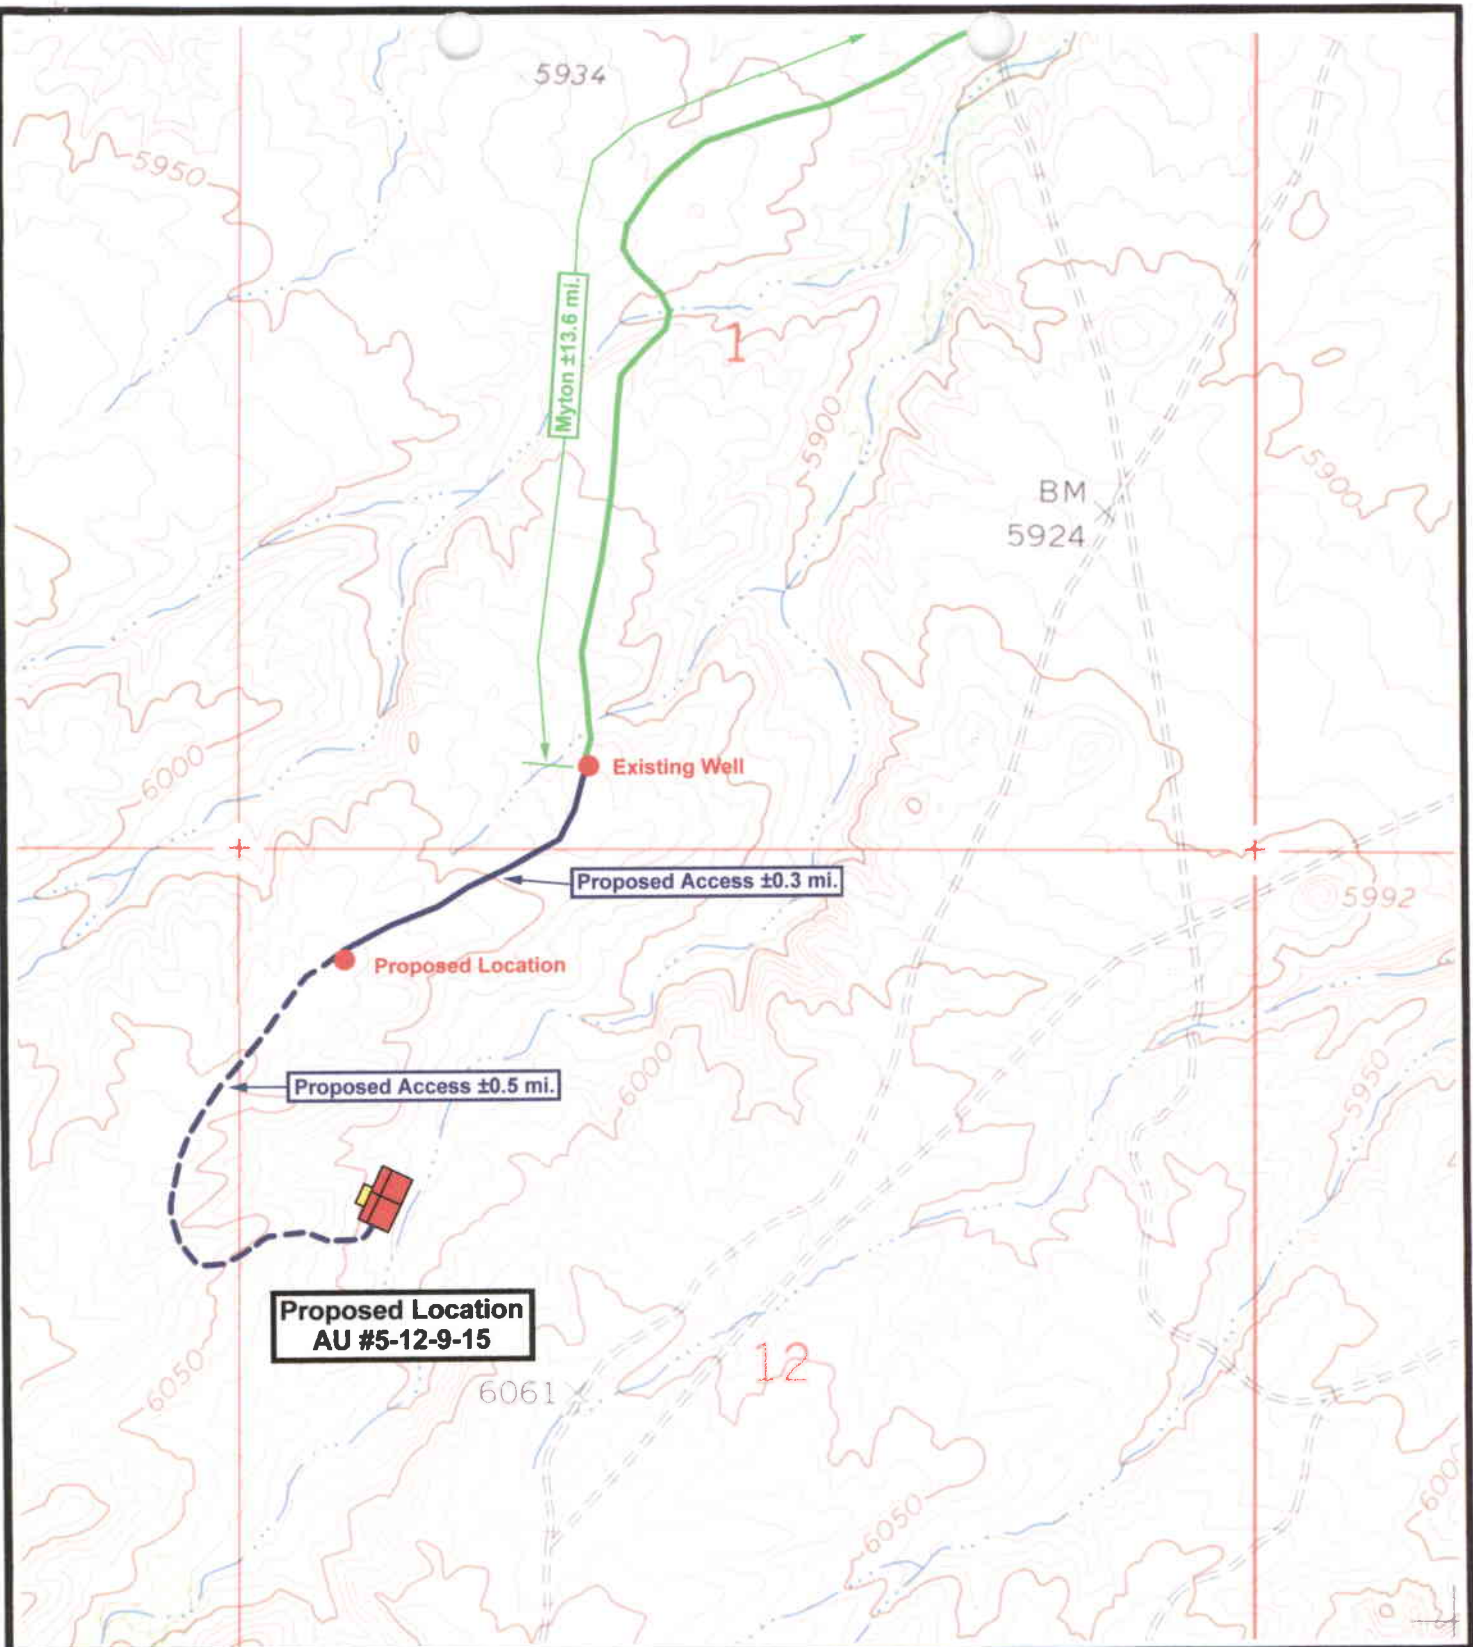 5934
5950
Myton ±13.6 mi.
1
5900
5900
BM
5924
6000
Existing Well
Proposed Access ±0.3 mi.
5992
Proposed Location
6000
Proposed Access ±0.5 mi.
5950
Proposed Location
AU #5-12-9-15
12
6050
6061
6050